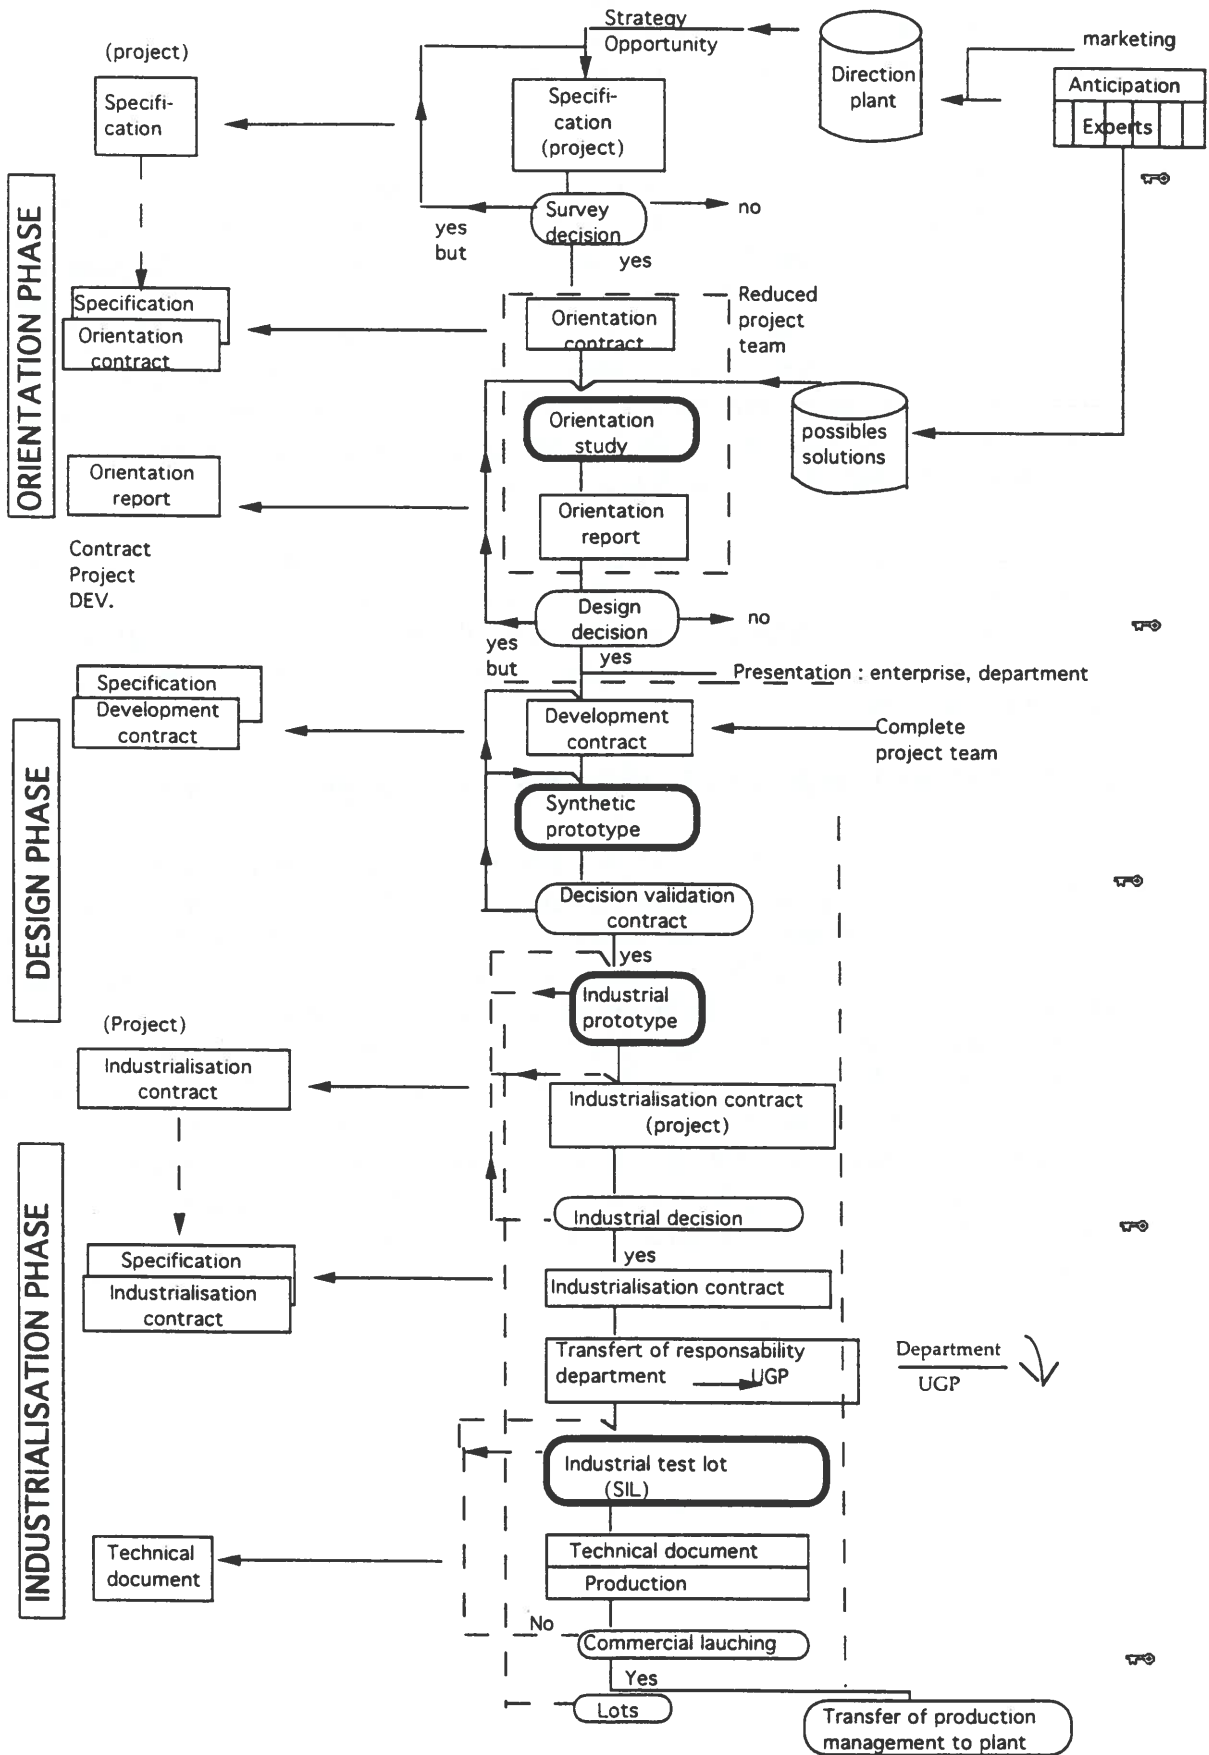 Strategy
Opportunity
(project)
Direction
plant
marketing
Anticipation
Experts
Specifi-
cation
Specifi-
cation
(project)
Survey
decision
no
yes
but
yes
ORIENTATION PHASE
Specification
Orientation
contract
Orientation
contract
Reduced
project
team
Orientation
study
possibles
solutions
Orientation
report
Orientation
report
Contract
Project
DEV.
Design
decision
no
yes
but
yes
Presentation : enterprise, department
Specification
Development
contract
Development
contract
Complete
project team
DESIGN PHASE
Synthetic
prototype
Decision validation
contract
yes
Industrial
prototype
(Project)
Industrialisation
contract
Industrialisation contract
(project)
INDUSTRIALISATION PHASE
Industrial decision
yes
Specification
Industrialisation
contract
Industrialisation contract
Transfert of responsability
department UGP
Department
UGP
Industrial test lot
(SIL)
Technical
document
Technical document
Production
No
Commercial lauching
Yes
Lots
Transfer of production
management to plant